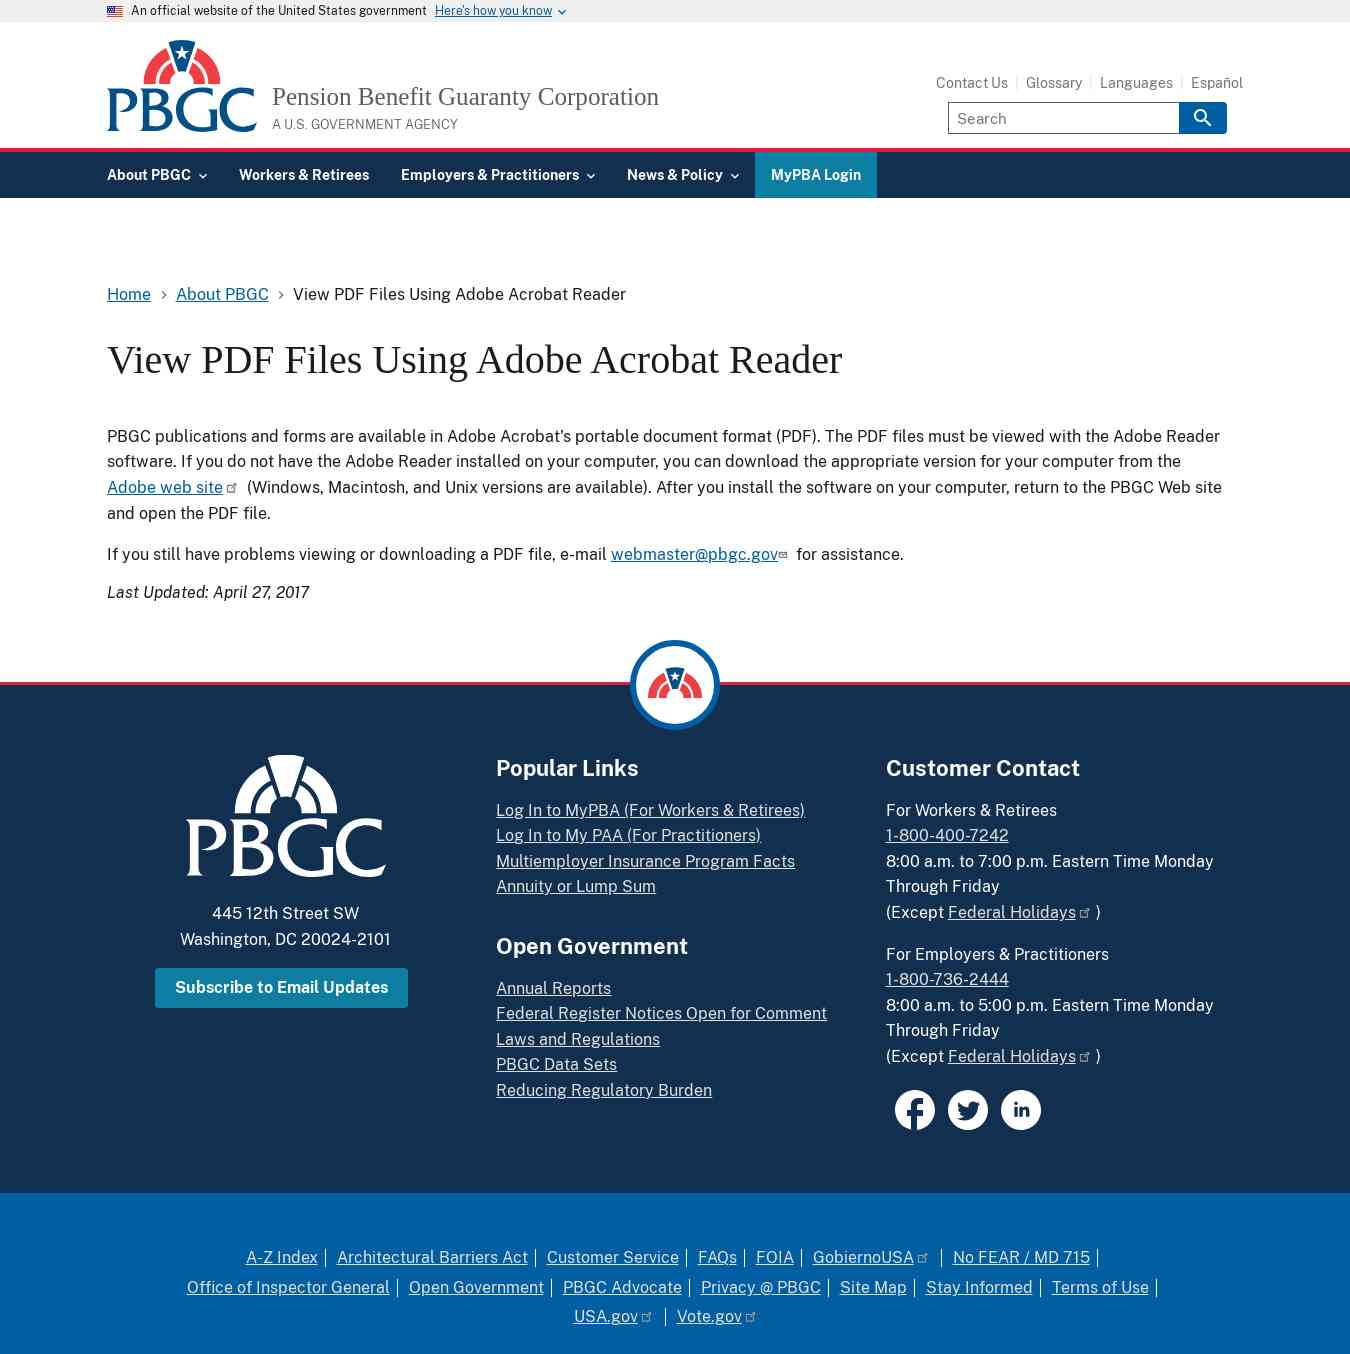 An official website of the United States government Here's how you know
PBGC
Pension Benefit Guaranty Corporation
A U.S. GOVERNMENT AGENCY
Contact Us Glossary Languages Español
Search
About PBGC Workers & Retirees Employers & Practitioners News & Policy MyPBA Login
Home About PBGC View PDF Files Using Adobe Acrobat Reader
View PDF Files Using Adobe Acrobat Reader
PBGC publications and forms are available in Adobe Acrobat's portable document format (PDF). The PDF files must be viewed with the Adobe Reader
software. If you do not have the Adobe Reader installed on your computer, you can download the appropriate version for your computer from the
Adobe web site (Windows, Macintosh, and Unix versions are available). After you install the software on your computer, return to the PBGC Web site
and open the PDF file.
If you still have problems viewing or downloading a PDF file, e-mail webmaster@pbgc.gov for assistance.
Last Updated: April 27, 2017
PBGC
445 12th Street SW
Washington, DC 20024-2101
Subscribe to Email Updates
Popular Links
Log In to MyPBA (For Workers & Retirees)
Log In to My PAA (For Practitioners)
Multiemployer Insurance Program Facts
Annuity or Lump Sum
Open Government
Annual Reports
Federal Register Notices Open for Comment
Laws and Regulations
PBGC Data Sets
Reducing Regulatory Burden
Customer Contact
For Workers & Retirees
1-800-400-7242
8:00 a.m. to 7:00 p.m. Eastern Time Monday
Through Friday
(Except Federal Holidays )
For Employers & Practitioners
1-800-736-2444
8:00 a.m. to 5:00 p.m. Eastern Time Monday
Through Friday
(Except Federal Holidays )
A-Z Index Architectural Barriers Act Customer Service FAQs FOIA GobiernoUSA No FEAR / MD 715
Office of Inspector General Open Government PBGC Advocate Privacy @ PBGC Site Map Stay Informed Terms of Use
USA.gov Vote.gov